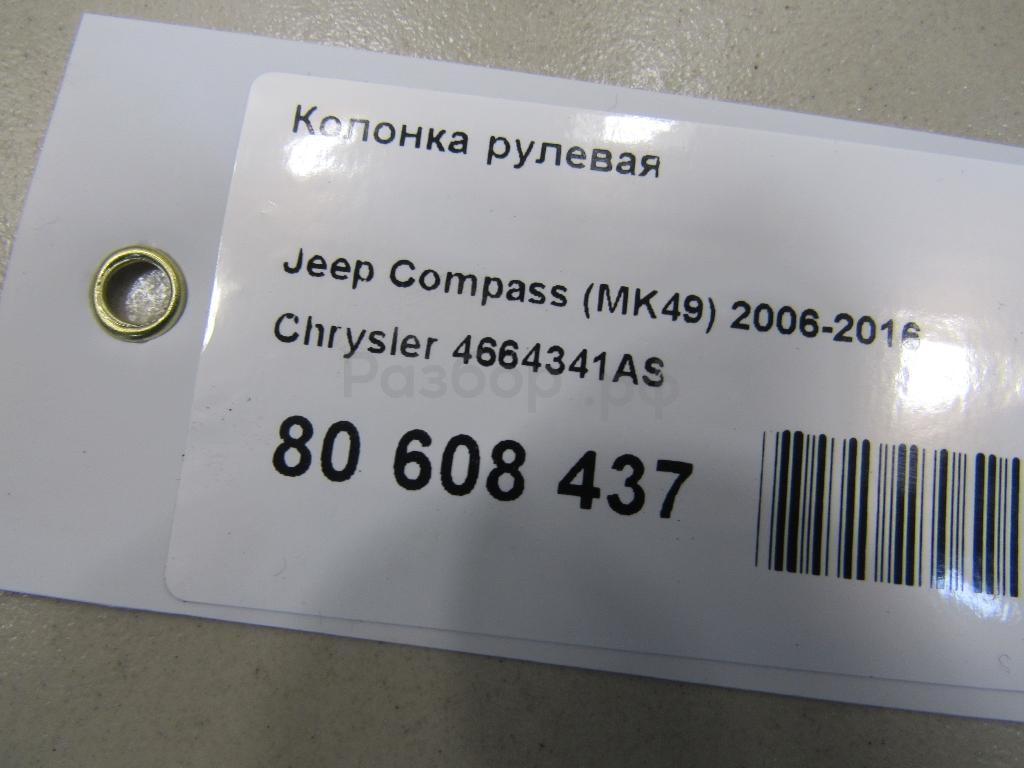 Колонка рулевая
Jeep Compass (MK49) 2006-2016
Chrysler 4664341AS
Разбор.рф
80 608 437